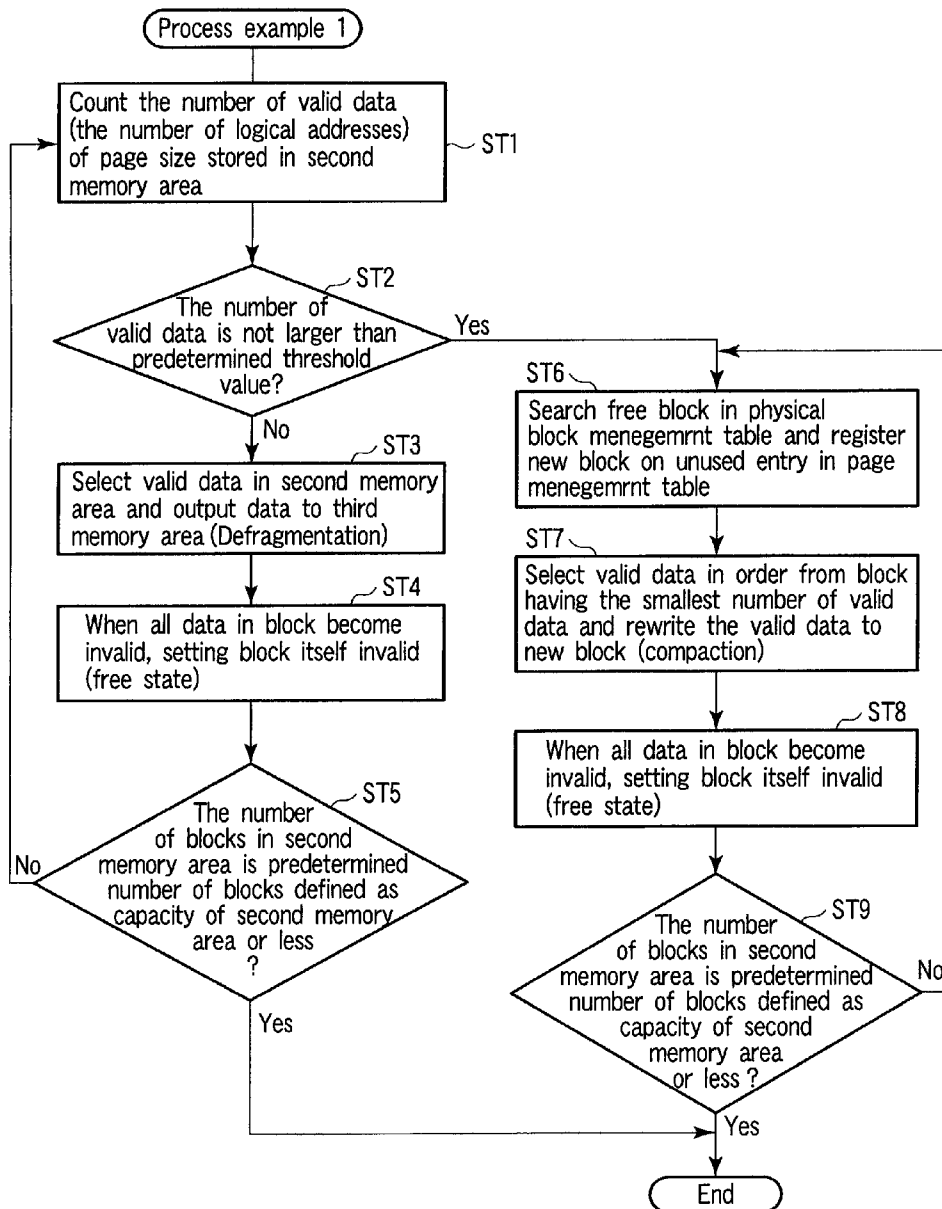 Process example 1
Count the number of valid data
(the number of logical addresses)
of page size stored in second
memory area
ST1
ST2
The number of
valid data is not larger than
predetermined threshold
value?
Yes
No
ST3
Select valid data in second memory
area and output data to third
memory area (Defragmentation)
ST4
When all data in block become
invalid, setting block itself invalid
(free state)
ST5
The number
of blocks in second
memory area is predetermined
number of blocks defined as
capacity of second memory
area or less
?
No
Yes
ST6
Search free block in physical
block menegemrnt table and register
new block on unused entry in page
menegemrnt table
ST7
Select valid data in order from block
having the smallest number of valid
data and rewrite the valid data to
new block (compaction)
ST8
When all data in block become
invalid, setting block itself invalid
(free state)
ST9
The number
of blocks in second
memory area is predetermined
number of blocks defined as
capacity of second
memory area
or less ?
No
Yes
End